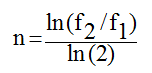 n = ln(f₂/f₁) / ln(2)